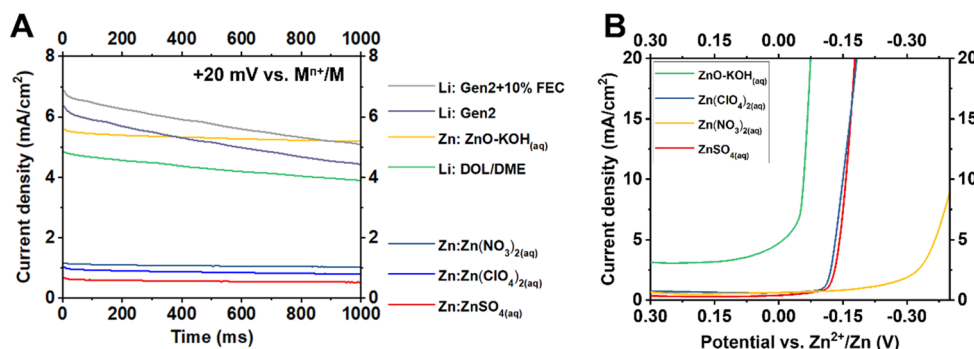 A
0 200 400 600 800 1000
+20 mV vs. Mⁿ⁺/M
Current density (mA/cm²)
8
6
4
2
0
8
6
4
2
0
0 200 400 600 800 1000
Time (ms)
Li: Gen2+10% FEC
Li: Gen2
Zn: ZnO-KOH(aq)
Li: DOL/DME
Zn:Zn(NO₃)₂(aq)
Zn:Zn(ClO₄)₂(aq)
Zn:ZnSO₄(aq)
B
0.30 0.15 0.00 -0.15 -0.30
Current density (mA/cm²)
20
15
10
5
0
ZnO-KOH(aq)
Zn(ClO₄)₂(aq)
Zn(NO₃)₂(aq)
ZnSO₄(aq)
20
15
10
5
0
0.30 0.15 0.00 -0.15 -0.30
Potential vs. Zn²⁺/Zn (V)